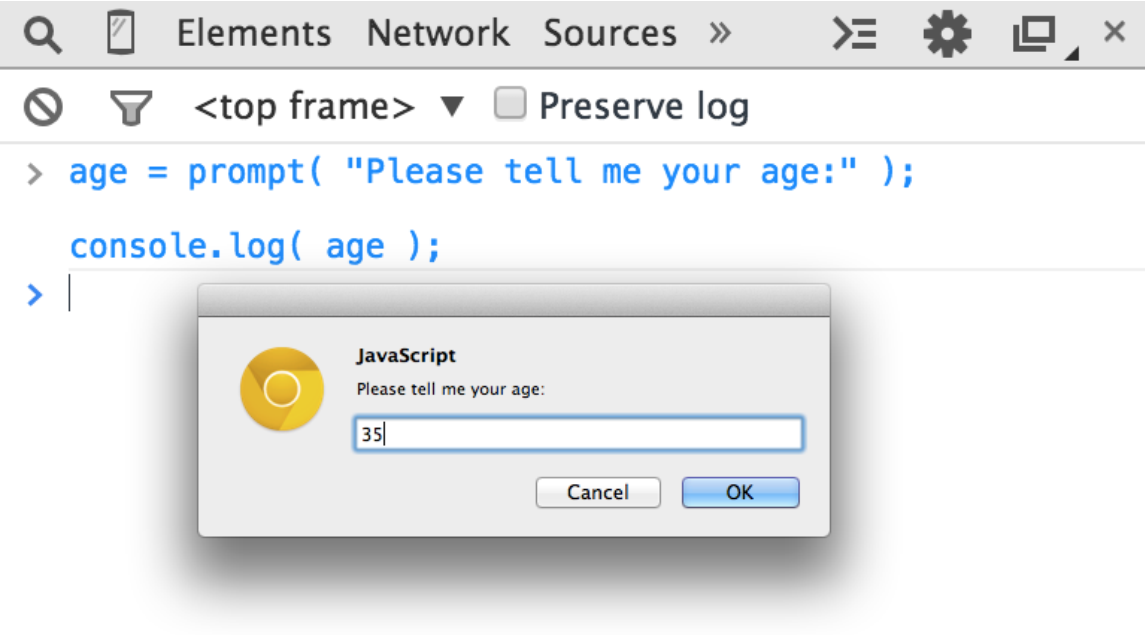 Elements Network Sources »
<top frame> ▼ Preserve log
> age = prompt( "Please tell me your age:" );
console.log( age );
>
JavaScript
Please tell me your age:
35
Cancel OK